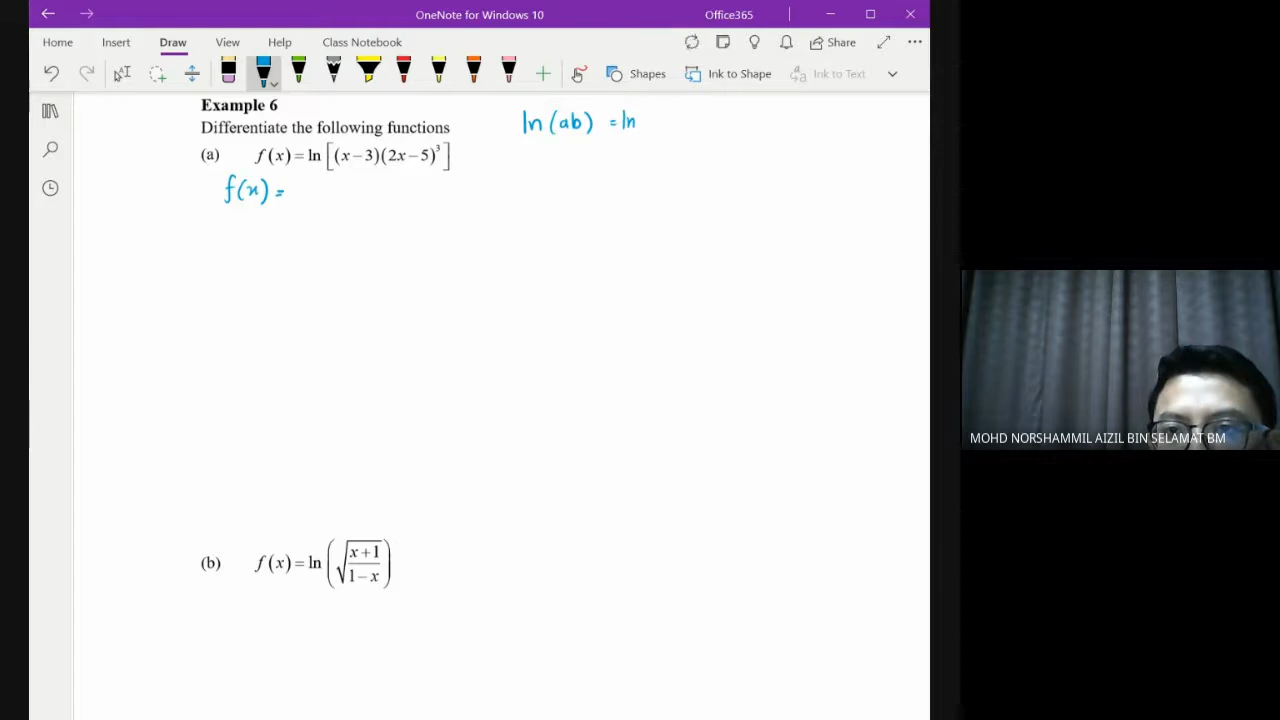 OneNote for Windows 10
Office365
Home Insert Draw View Help Class Notebook
Share
Shapes Ink to Shape Ink to Text
Example 6
Differentiate the following functions
(a) f(x) = ln[(x−3)(2x−5)³]
ln(ab) = ln
f(x) =
(b) f(x) = ln(√((x+1)/(1−x)))
MOHD NORSHAMMIL AIZIL BIN SELAMAT BM